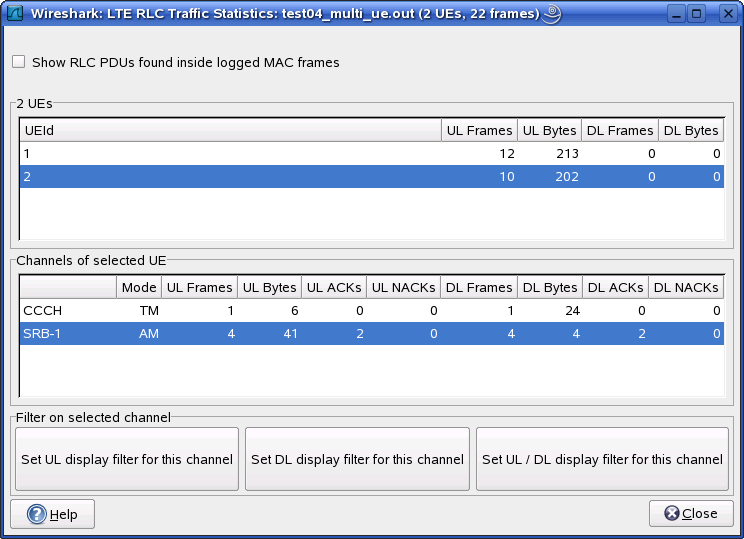 Wireshark: LTE RLC Traffic Statistics: test04_multi_ue.out (2 UEs, 22 frames)
Show RLC PDUs found inside logged MAC frames
2 UEs
UEId UL Frames UL Bytes DL Frames DL Bytes
1 12 213 0 0
2 10 202 0 0
Channels of selected UE
Mode UL Frames UL Bytes UL ACKs UL NACKs DL Frames DL Bytes DL ACKs DL NACKs
CCCH TM 1 6 0 0 1 24 0 0
SRB-1 AM 4 41 2 0 4 4 2 0
Filter on selected channel
Set UL display filter for this channel Set DL display filter for this channel Set UL / DL display filter for this channel
Help Close